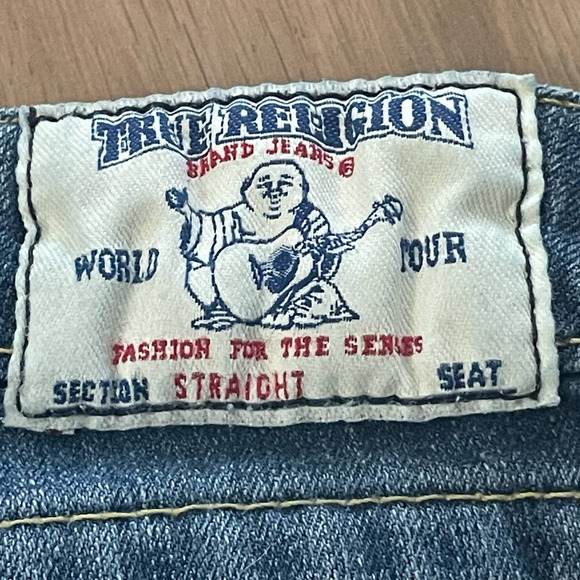 TRUE RELIGION
BRAND JEANS®
WORLD TOUR
FASHION FOR THE SENSES
SECTION STRAIGHT SEAT